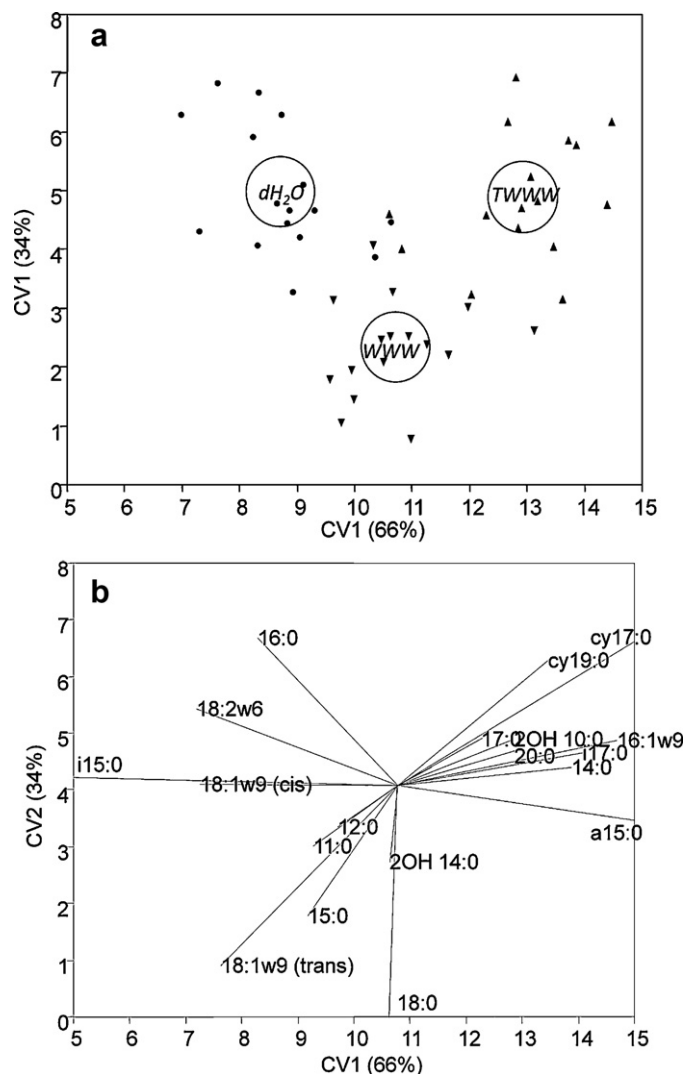 a
8
7
6
5
4
3
2
1
0
CV1 (34%)
dH2O
TWWW
WWW
5 6 7 8 9 10 11 12 13 14 15
CV1 (66%)
b
8
7
6
5
4
3
2
1
0
CV2 (34%)
16:0
cy17:0
cy19:0
18:2w6
17:0 2OH 10:0 16:1w9
20:0 i17:0
i15:0
18:1w9 (cis)
14:0
12:0
a15:0
11:0
2OH 14:0
15:0
18:1w9 (trans)
18:0
5 6 7 8 9 10 11 12 13 14 15
CV1 (66%)